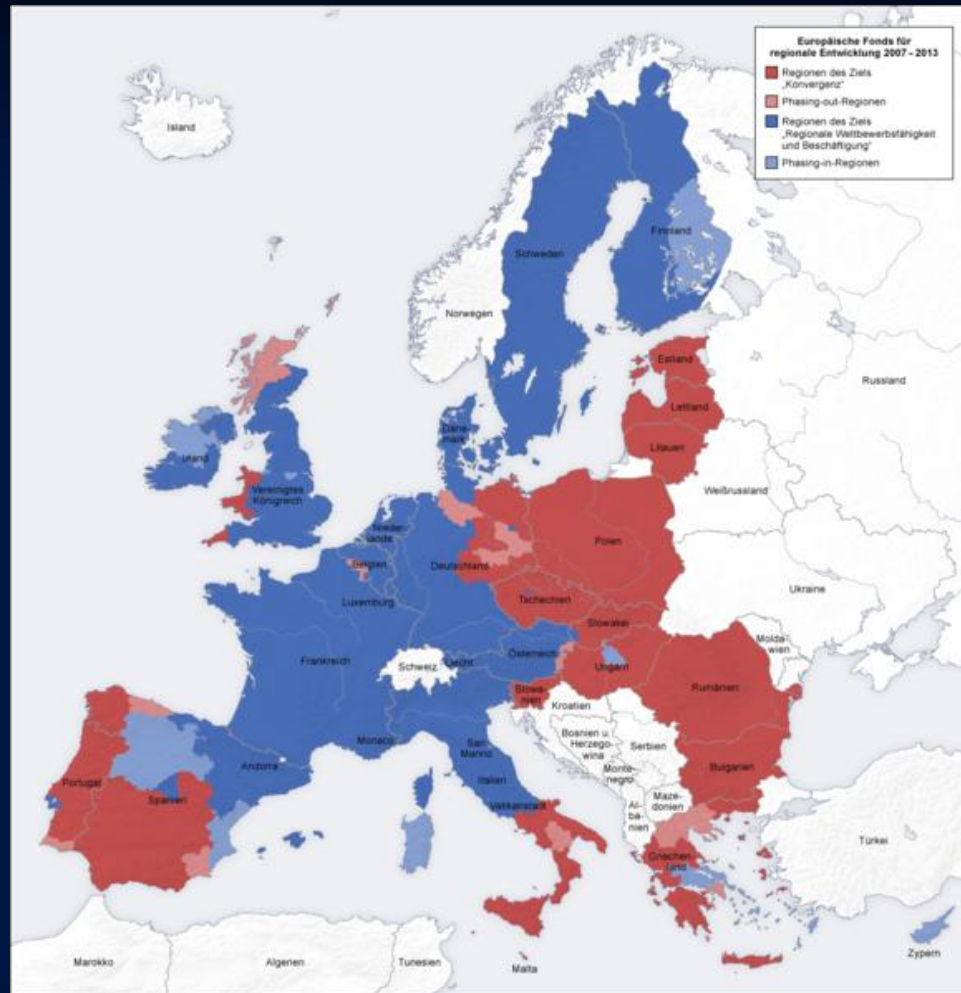 Europäische Fonds für
regionale Entwicklung 2007 - 2013
Regionen des Ziels
„Konvergenz"
Phasing-out-Regionen
Regionen des Ziels
„Regionale Wettbewerbsfähigkeit
und Beschäftigung"
Phasing-in-Regionen
Island
Finnland
Schweden
Norwegen
Estland
Russland
Lettland
Däne-
mark
Litauen
Irland
Vereinigtes
Königreich
Weißrussland
Nieder-
lande
Polen
Belgien
Deutschland
Ukraine
Luxemburg
Tschechien
Slowakei
Moldawien
Frankreich
Schweiz
Liecht.
Österreich
Ungarn
Slowe-
nien
Rumänien
Kroatien
Monaco
San
Marino
Bosnien u.
Herzego-
wina
Serbien
Andorra
Italien
Monte-
negro
Bulgarien
Portugal
Spanien
Vatikanstadt
Maze-
donien
Al-
ba-
nien
Türkei
Griechen-
land
Zypern
Marokko
Algerien
Tunesien
Malta